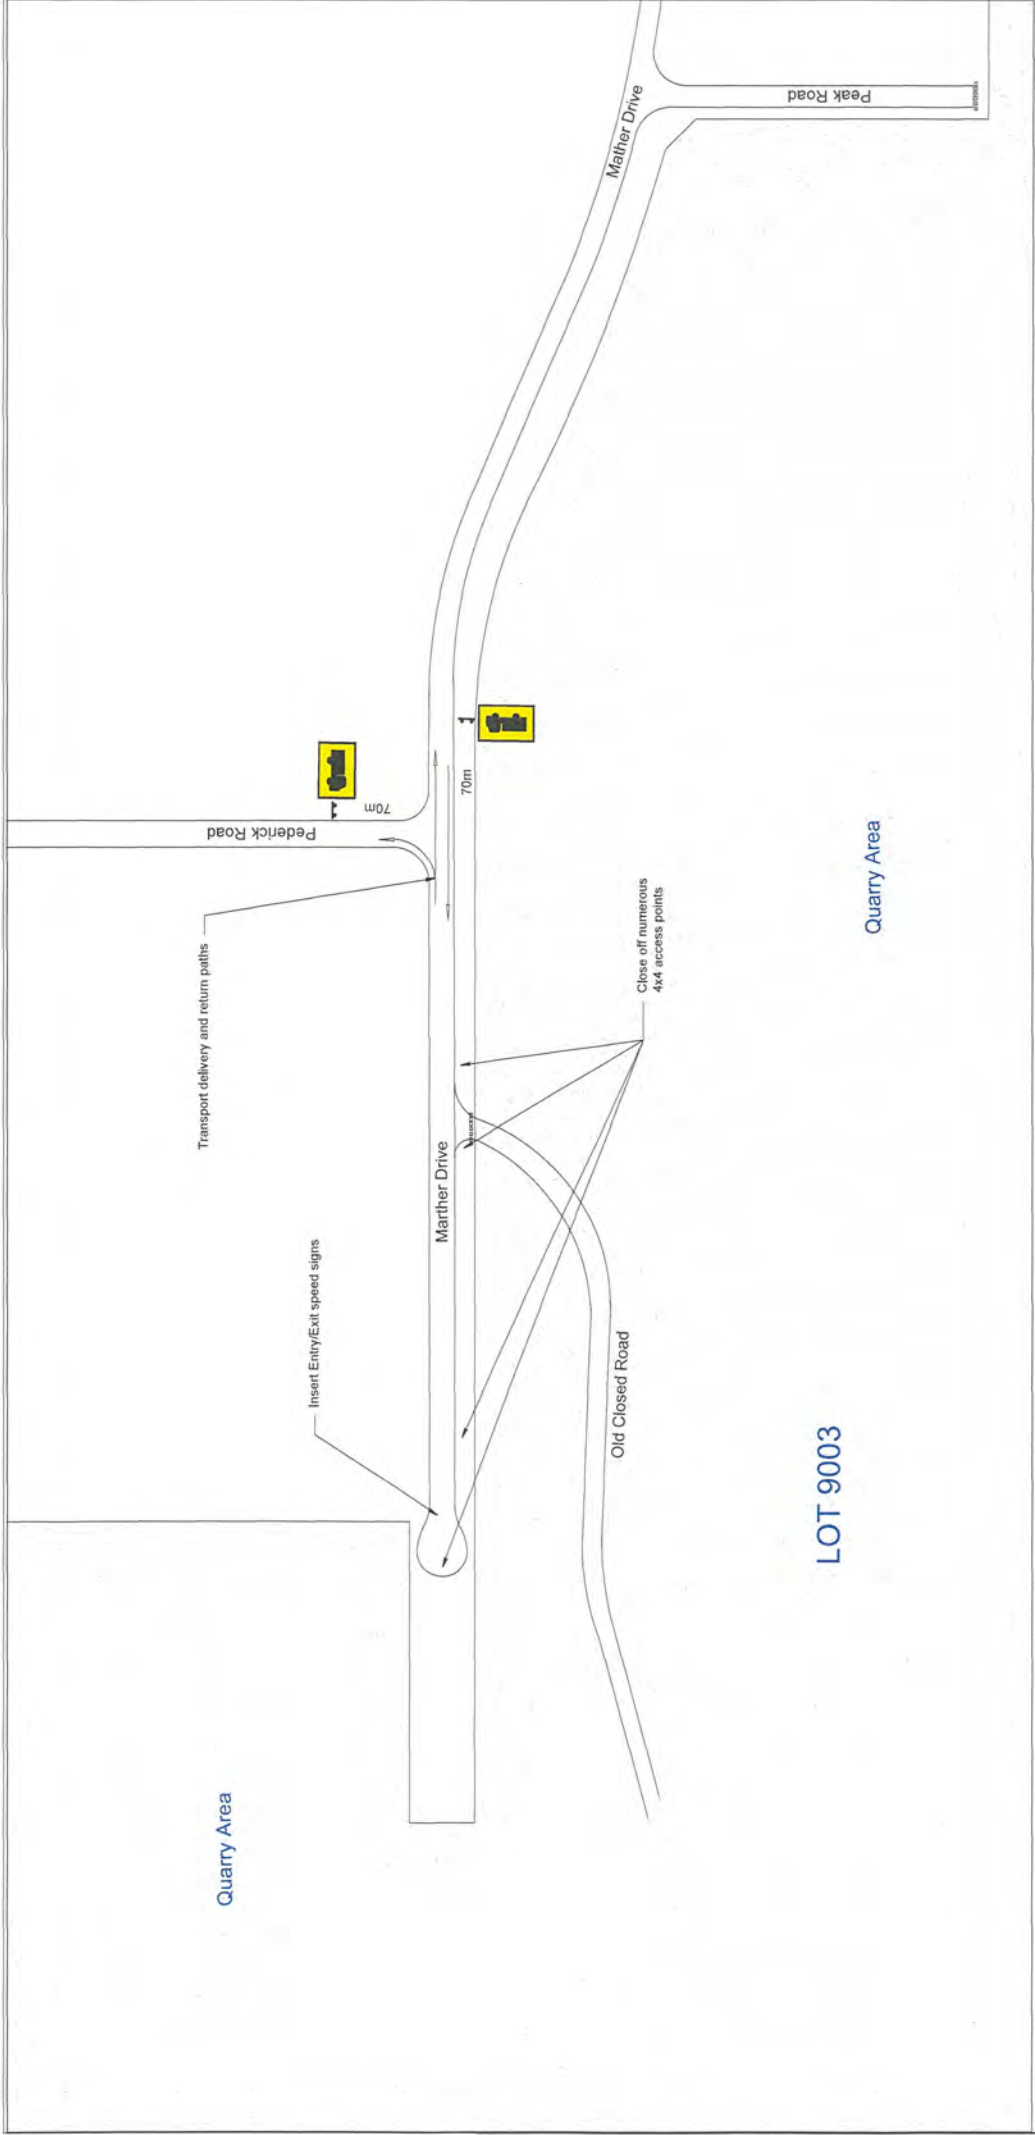 Quarry Area
Insert Entry/Exit speed signs
Transport delivery and return paths
Pederick Road
70m
Marther Drive
70m
Mather Drive
Old Closed Road
Close off numerous
4x4 access points
Peak Road
LOT 9003
Quarry Area